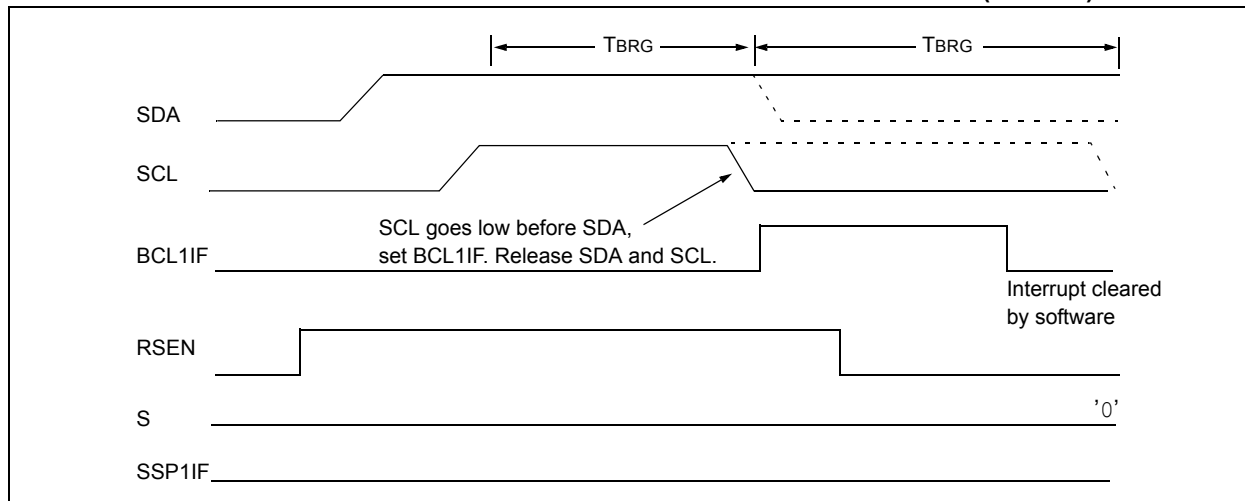 TBRG
TBRG
SDA
SCL
SCL goes low before SDA,
set BCL1IF. Release SDA and SCL.
BCL1IF
Interrupt cleared
by software
RSEN
S
'0'
SSP1IF